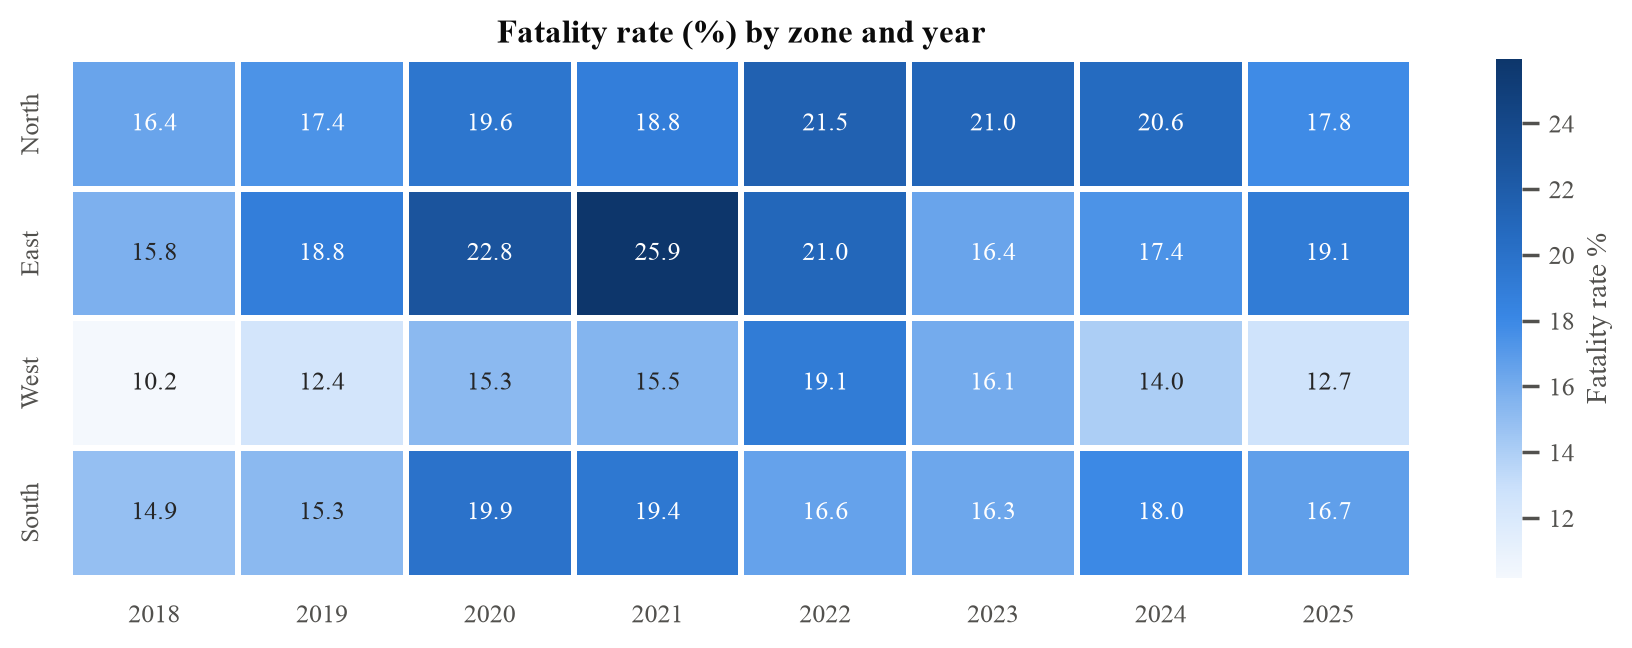 Fatality rate (%) by zone and year
North 16.4 17.4 19.6 18.8 21.5 21.0 20.6 17.8
East 15.8 18.8 22.8 25.9 21.0 16.4 17.4 19.1
West 10.2 12.4 15.3 15.5 19.1 16.1 14.0 12.7
South 14.9 15.3 19.9 19.4 16.6 16.3 18.0 16.7
2018 2019 2020 2021 2022 2023 2024 2025
24
22
20
18
16
14
12
Fatality rate %